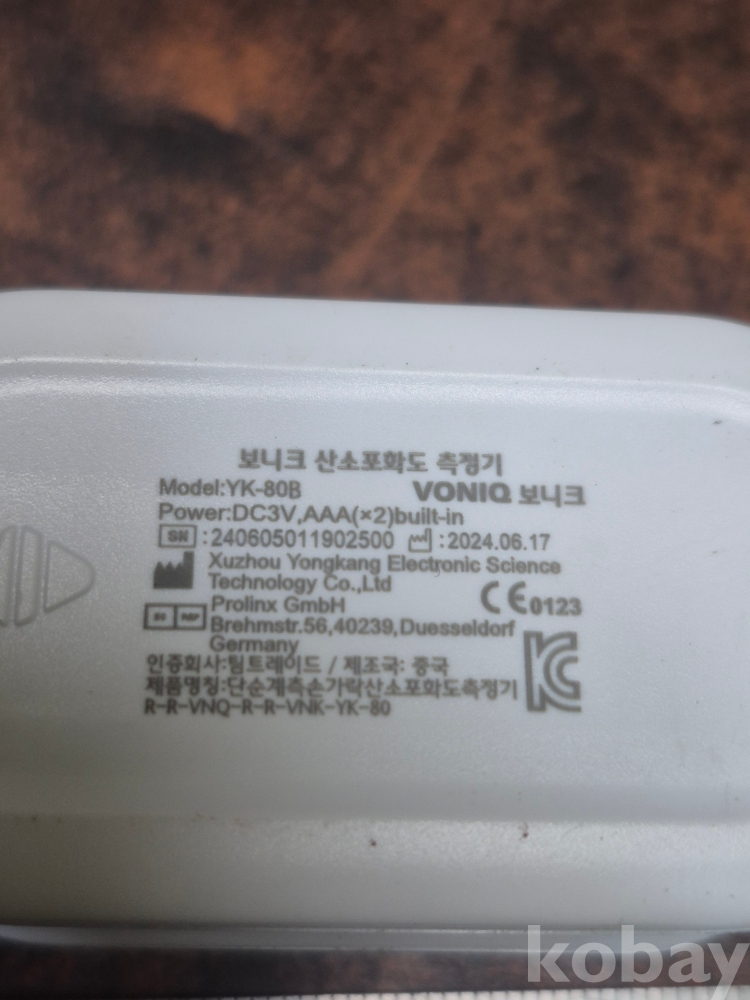 보니크 산소포화도 측정기
Model:YK-80B VONIQ 보니크
Power:DC3V,AAA(×2)built-in
SN :240605011902500 :2024.06.17
Xuzhou Yongkang Electronic Science
Technology Co.,Ltd
CE0123
EC REP Prolinx GmbH
Brehmstr.56,40239,Duesseldorf
Germany
인증회사:팀트레이드 / 제조국: 중국
제품명칭:단순계측손가락산소포화도측정기
R-R-VNQ-R-R-VNK-YK-80
kobay